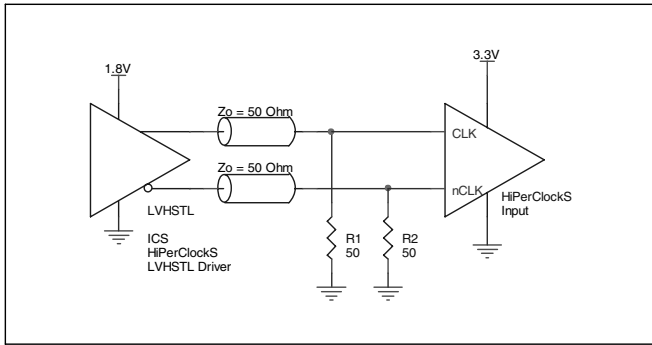 3.3V
1.8V
Zo = 50 Ohm
CLK
Zo = 50 Ohm
nCLK
HiPerClockS
Input
LVHSTL
ICS
HiPerClockS
LVHSTL Driver
R1
50
R2
50